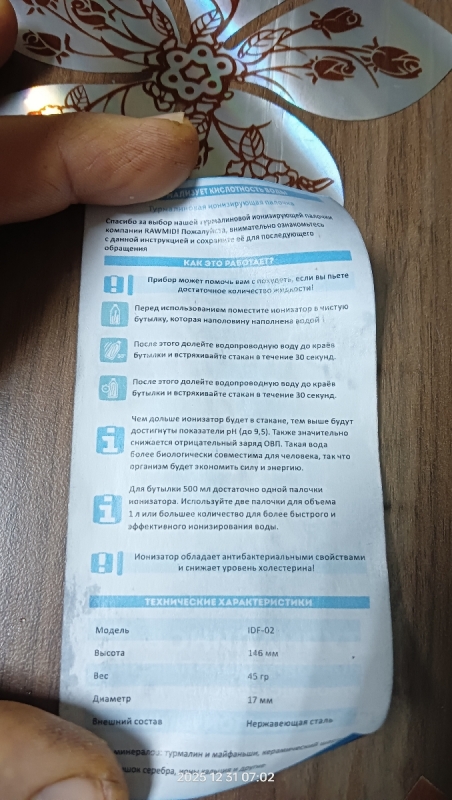 КИСЛОТНОСТЬ ВОДЫ
Турмалиновая ионизирующая палочка
Спасибо за выбор нашей турмалиновой ионизирующей палочки
компании RAWMID! Пожалуйста, внимательно ознакомьтесь
с данной инструкцией и сохраните её для последующего
обращения
КАК ЭТО РАБОТАЕТ?
Прибор может помочь вам с похудеть, если вы пьете
достаточное количество жидкости!
Перед использованием поместите ионизатор в чистую
бутылку, которая наполовину наполнена водой
После этого долейте водопроводную воду до краёв
бутылки и встряхивайте стакан в течение 30 секунд.
После этого долейте водопроводную воду до краёв
бутылки и встряхивайте стакан в течение 30 секунд.
Чем дольше ионизатор будет в стакане, тем выше будут
достигнуты показатели pH (до 9,5). Также значительно
снижается отрицательный заряд ОВП. Такая вода
более биологически совместима для человека, так что
организм будет экономить силу и энергию.
Для бутылки 500 мл достаточно одной палочки
ионизатора. Используйте две палочки для объема
1 л или большее количество для более быстрого и
эффективного ионизирования воды.
Ионизатор обладает антибактериальными свойствами
и снижает уровень холестерина!
ТЕХНИЧЕСКИЕ ХАРАКТЕРИСТИКИ
Модель IDF-02
Высота 146 мм
Вес 45 гр
Диаметр 17 мм
Внешний состав Нержавеющая сталь
минералов: турмалин и майфаньши, керамический
серебра, и другие
2025 12 31 07:02